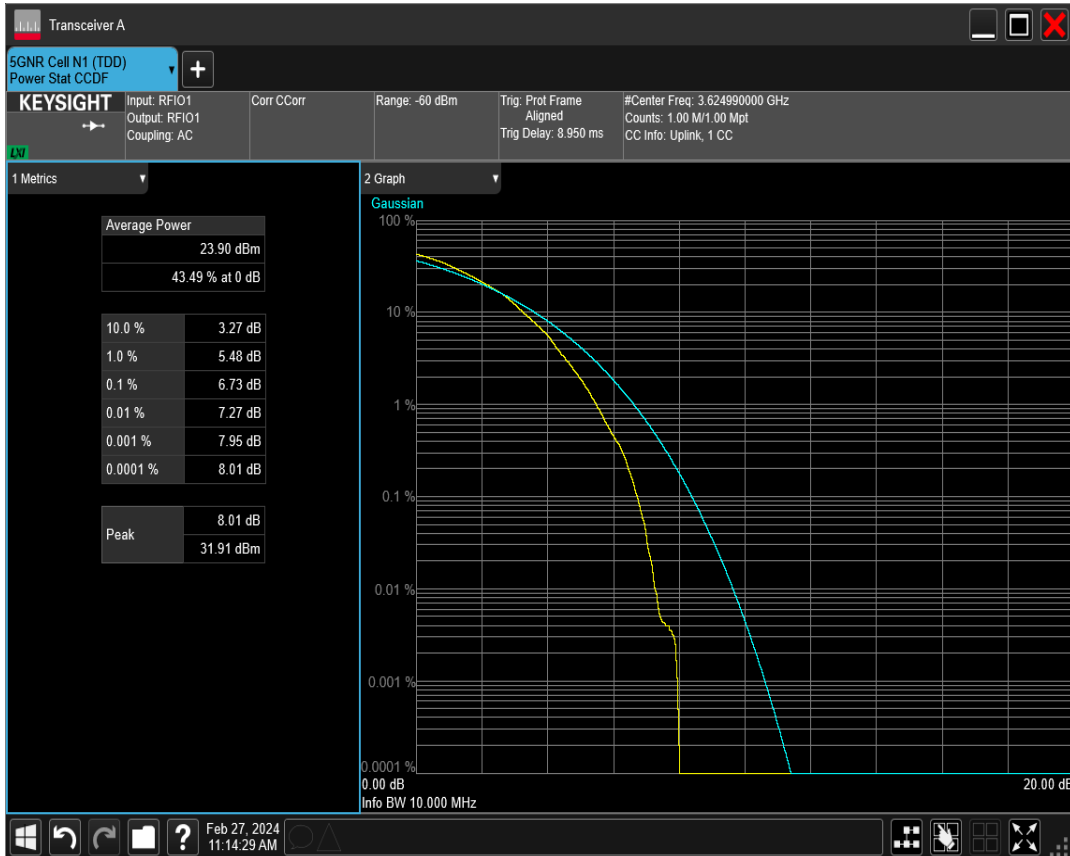 Transceiver A
5GNR Cell N1 (TDD)
Power Stat CCDF
+
KEYSIGHT
LXI
Input: RFIO1
Output: RFIO1
Coupling: AC
Corr CCorr
Range: -60 dBm
Trig: Prot Frame
Aligned
Trig Delay: 8.950 ms
#Center Freq: 3.624990000 GHz
Counts: 1.00 M/1.00 Mpt
CC Info: Uplink, 1 CC
1 Metrics
Average Power
23.90 dBm
43.49 % at 0 dB
10.0 % 3.27 dB
1.0 % 5.48 dB
0.1 % 6.73 dB
0.01 % 7.27 dB
0.001 % 7.95 dB
0.0001 % 8.01 dB
Peak
8.01 dB
31.91 dBm
2 Graph
Gaussian
100 %
10 %
1 %
0.1 %
0.01 %
0.001 %
0.0001 %
0.00 dB 20.00 dB
Info BW 10.000 MHz
?
Feb 27, 2024
11:14:29 AM